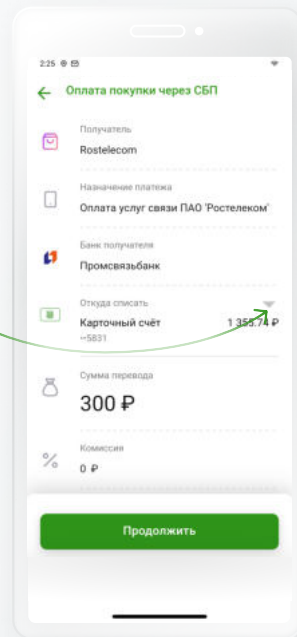 2:25
Оплата покупки через СБП
Получатель
Rostelecom
Назначение платежа
Оплата услуг связи ПАО 'Ростелеком'
Банк получателя
Промсвязьбанк
Откуда списать
Карточный счёт 1 355.74 ₽
··5831
Сумма перевода
300 ₽
Комиссия
0 ₽
Продолжить